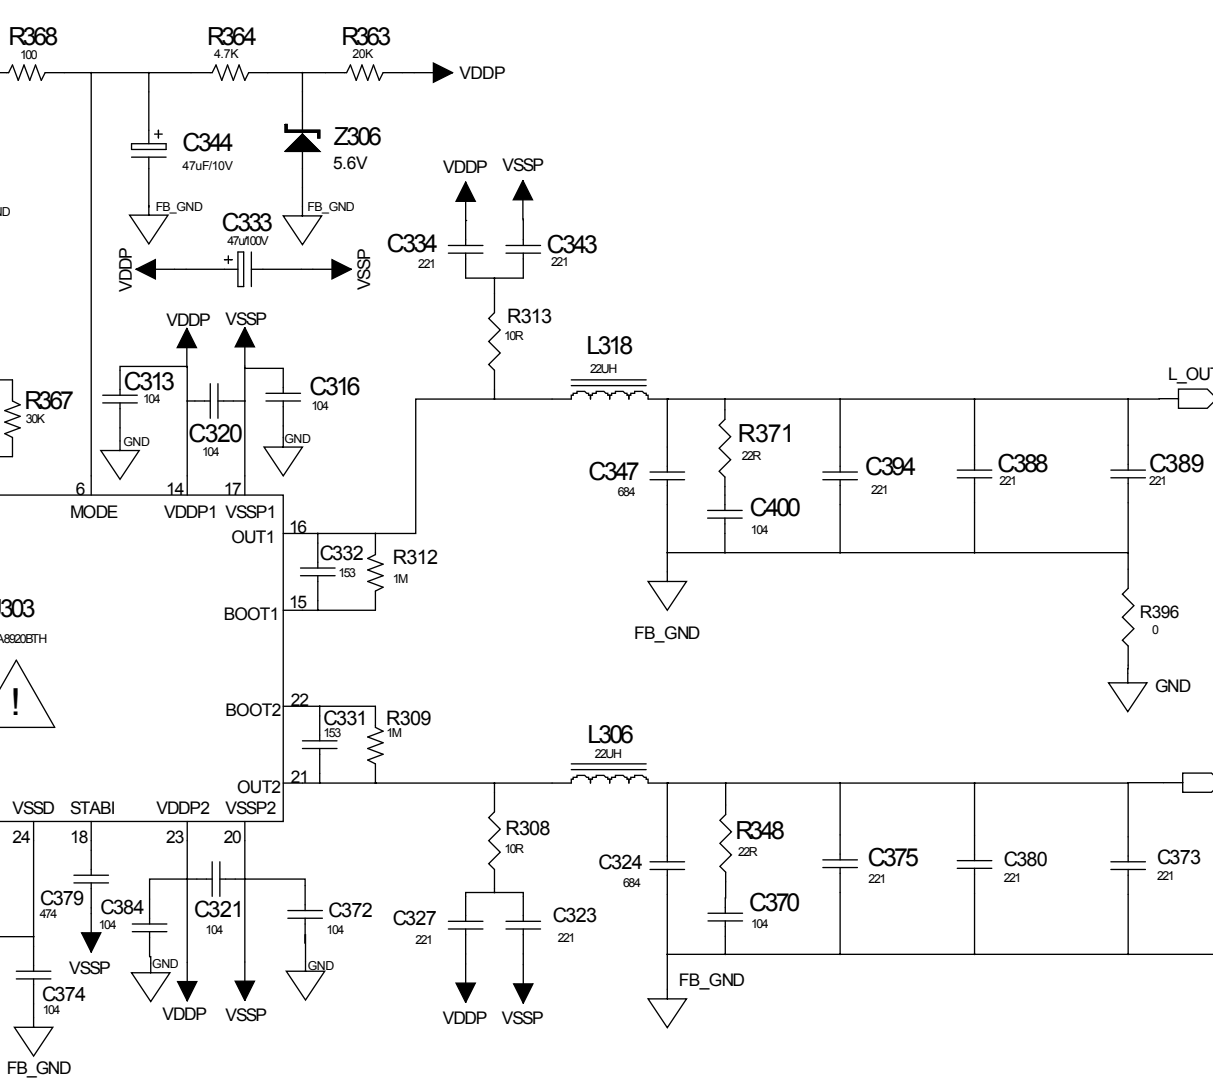 R368
100
R364
4.7K
R363
20K
VDDP
C344
+
47uF/10V
Z306
5.6V
FB_GND
FB_GND
VDDP
VSSP
C333
47u/100V
+
VDDP
VSSP
C334
221
C343
221
R313
10R
VDDP
VSSP
C313
104
C320
104
C316
104
GND
GND
R367
30K
L318
22UH
L_OUT
R371
22R
C347
684
C400
104
C394
221
C388
221
C389
221
6
14
17
MODE
VDDP1
VSSP1
16
OUT1
C332
153
R312
1M
15
BOOT1
FB_GND
R396
0
GND
A8920BTH
!
22
BOOT2
C331
153
R309
1M
21
OUT2
L306
22UH
VSSD
STABI
VDDP2
VSSP2
24
18
23
20
R308
10R
C324
684
R348
22R
C370
104
C375
221
C380
221
C373
221
C379
474
C384
104
C321
104
C372
104
C327
221
C323
221
GND
GND
VSSP
C374
104
VDDP
VSSP
VDDP
VSSP
FB_GND
FB_GND